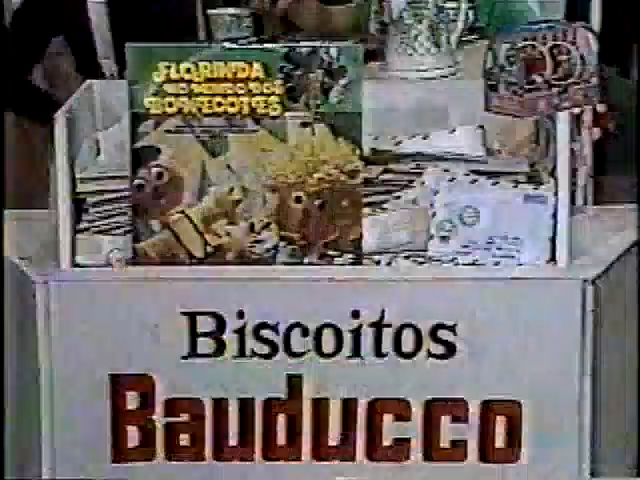 FLORINDA
NO MUNDO DOS
BONECOTES
Biscoitos
Bauducco